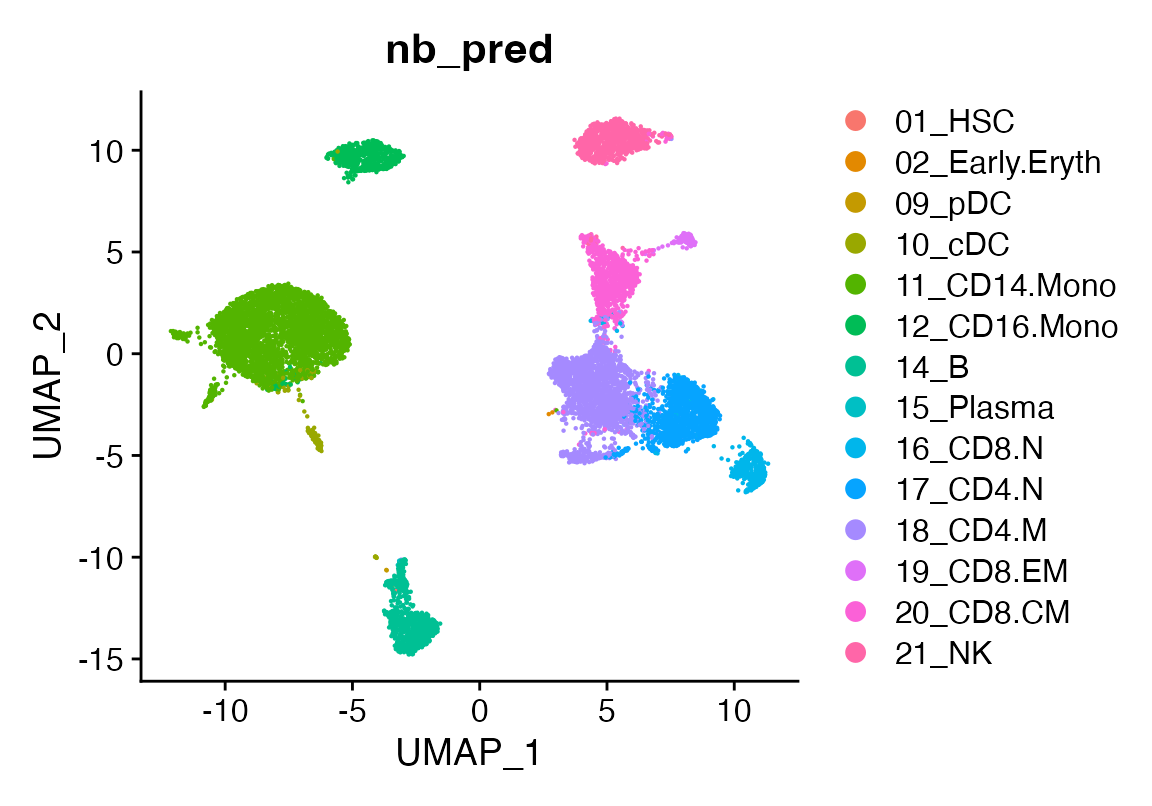 nb_pred
UMAP_2
10
5
0
-5
-10
-15
-10
-5
0
5
10
UMAP_1
01_HSC
02_Early.Eryth
09_pDC
10_cDC
11_CD14.Mono
12_CD16.Mono
14_B
15_Plasma
16_CD8.N
17_CD4.N
18_CD4.M
19_CD8.EM
20_CD8.CM
21_NK